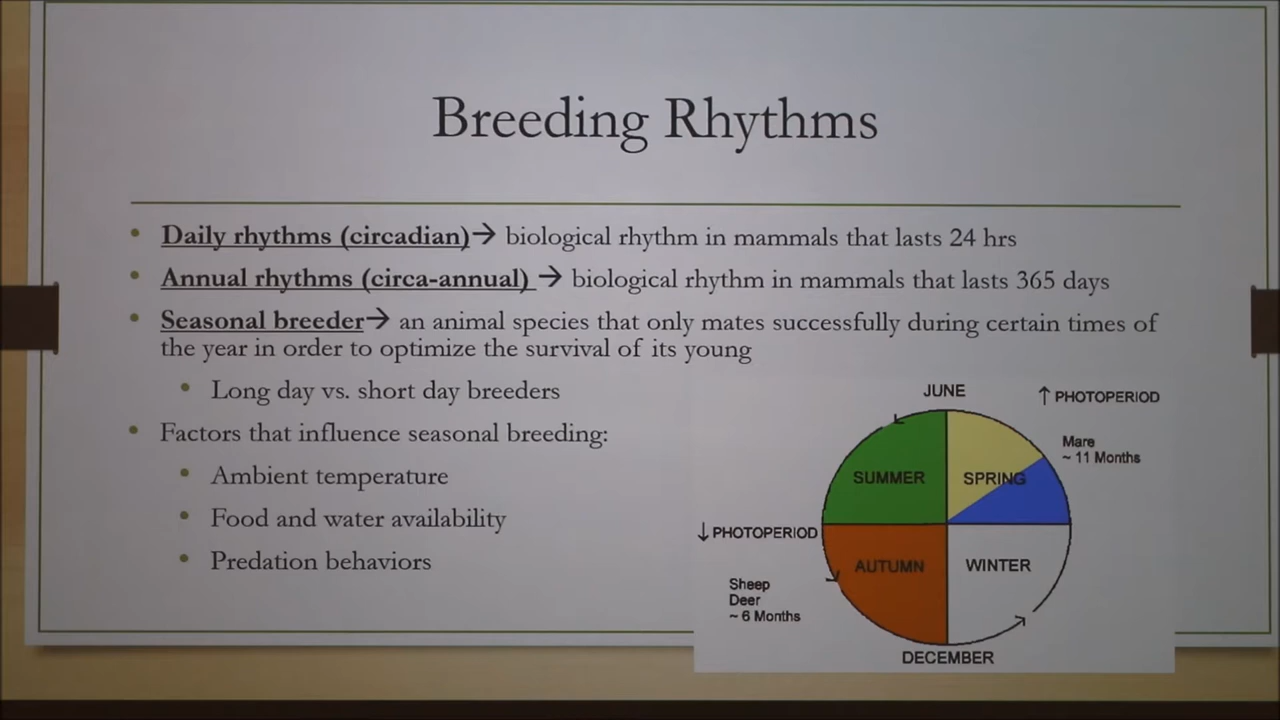 Breeding Rhythms
• Daily rhythms (circadian)→ biological rhythm in mammals that lasts 24 hrs
• Annual rhythms (circa-annual) → biological rhythm in mammals that lasts 365 days
• Seasonal breeder→ an animal species that only mates successfully during certain times of
the year in order to optimize the survival of its young
• Long day vs. short day breeders
• Factors that influence seasonal breeding:
• Ambient temperature
• Food and water availability
• Predation behaviors
JUNE
↑ PHOTOPERIOD
Mare
~ 11 Months
SUMMER
SPRING
↓ PHOTOPERIOD
AUTUMN
WINTER
Sheep
Deer
~ 6 Months
DECEMBER